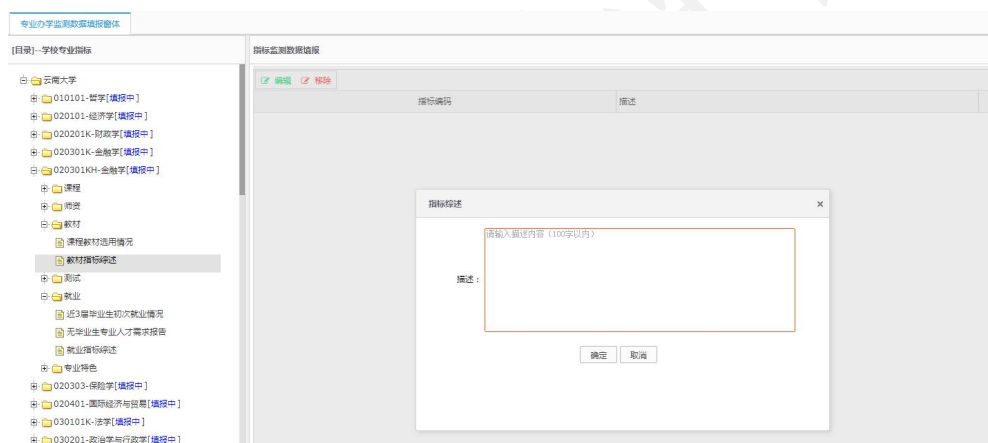 专业办学监测数据填报窗体
[目录]--学校专业指标
指标监测数据填报
云南大学
010101-哲学[填报中]
020101-经济学[填报中]
020201K-财政学[填报中]
020301K-金融学[填报中]
020301KH-金融学[填报中]
课程
师资
教材
课程教材选用情况
教材指标综述
测试
就业
近3届毕业生初次就业情况
无毕业生专业人才需求报告
就业指标综述
专业特色
020303-保险学[填报中]
020401-国际经济与贸易[填报中]
030101K-法学[填报中]
030201-政治学与行政学[填报中]
编辑 移除
指标编码 描述
指标综述 ×
请输入描述内容（100字以内）
描述：
确定 取消